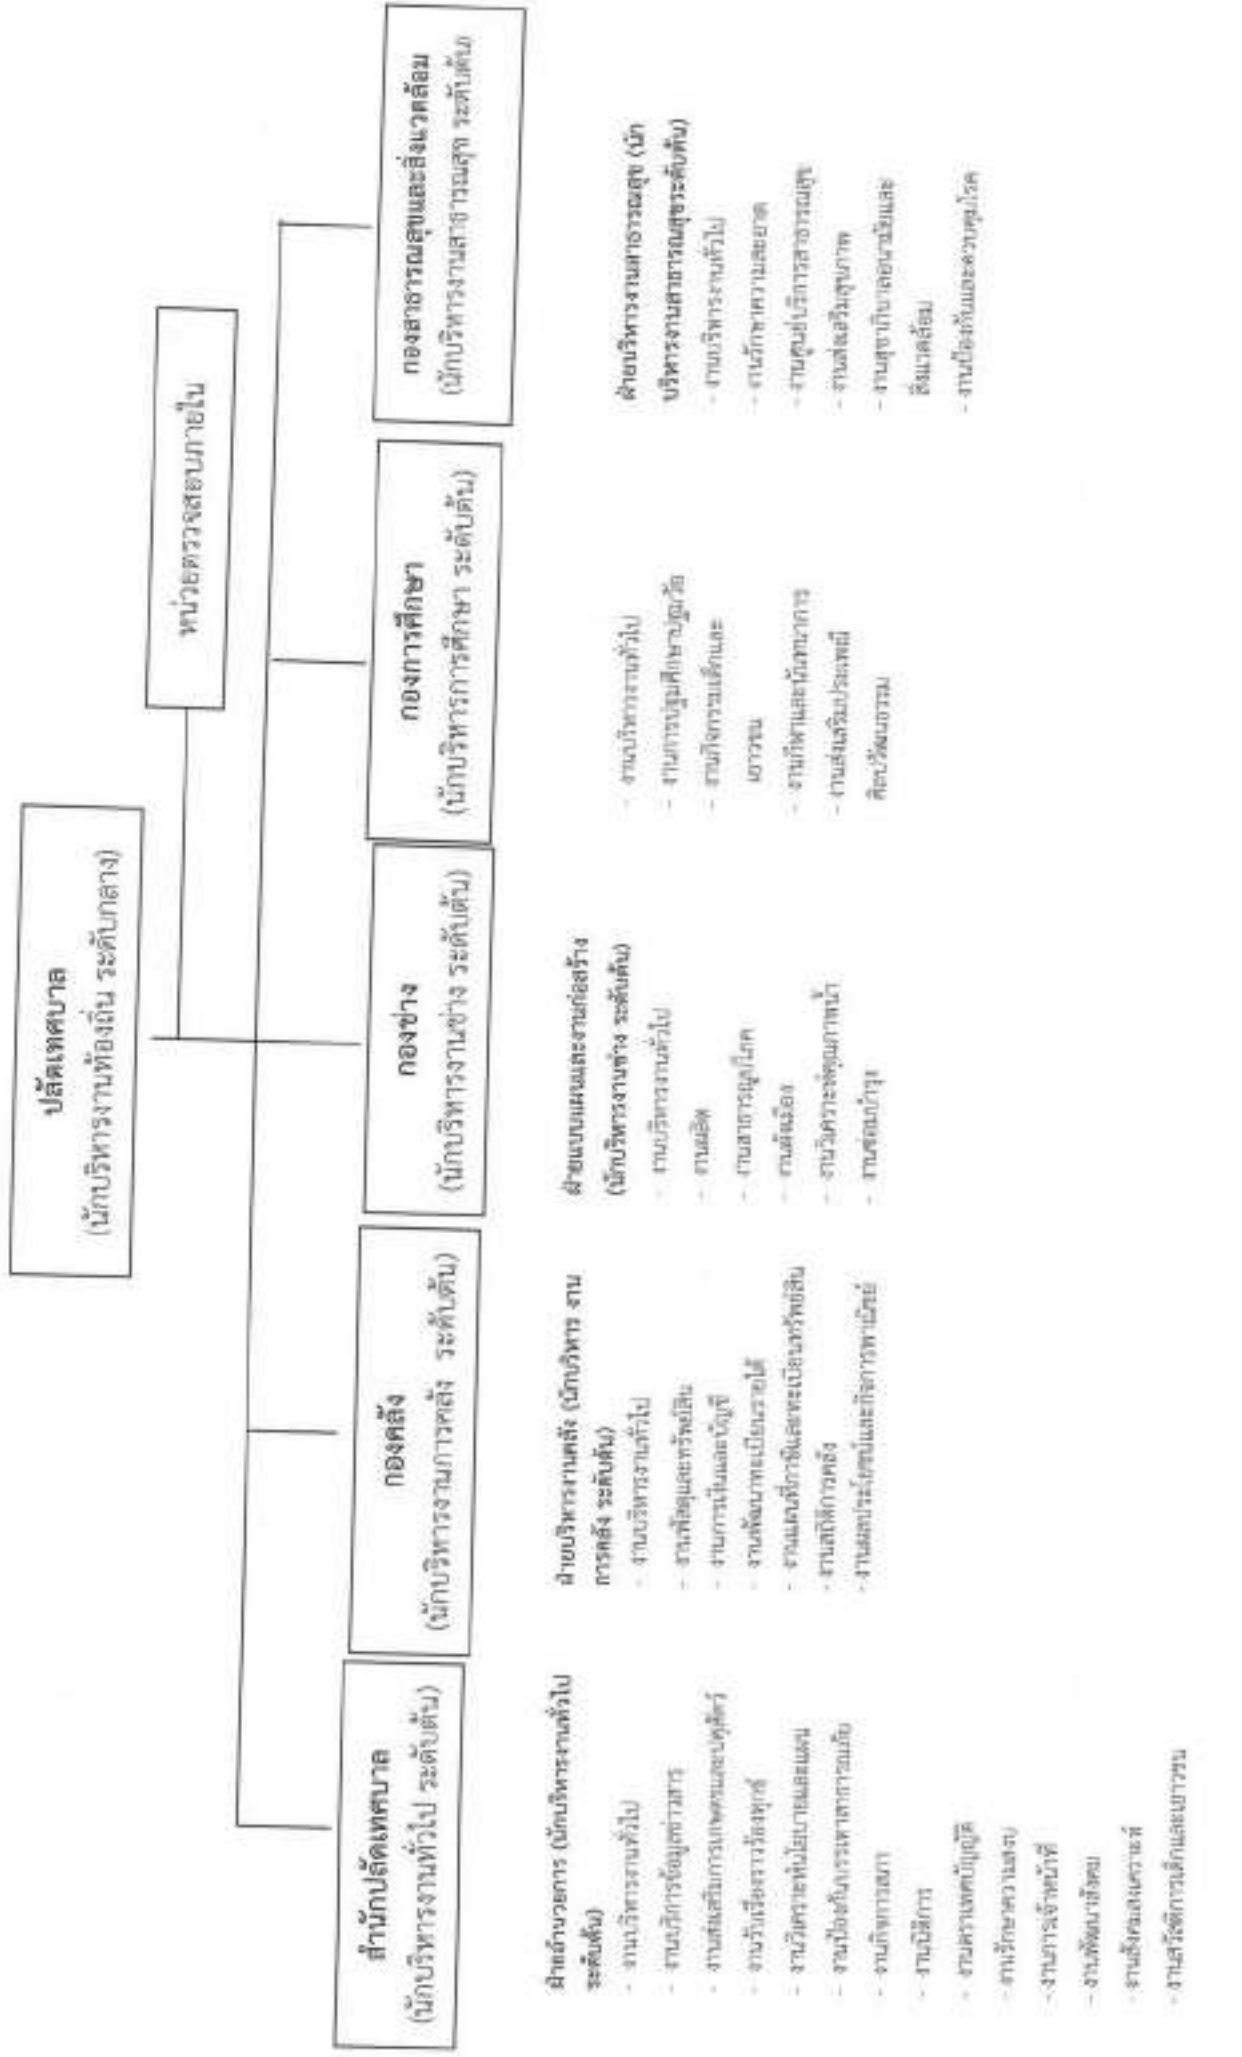 ปลัดเทศบาล
(นักบริหารงานท้องถิ่น ระดับกลาง)
หน่วยตรวจสอบภายใน
สำนักปลัดเทศบาล
(นักบริหารงานทั่วไป ระดับต้น)
กองคลัง
(นักบริหารงานการคลัง ระดับต้น)
กองช่าง
(นักบริหารงานช่าง ระดับต้น)
กองการศึกษา
(นักบริหารการศึกษา ระดับต้น)
กองสาธารณสุขและสิ่งแวดล้อม
(นักบริหารงานสาธารณสุข ระดับต้น)
ฝ่ายอำนวยการ (นักบริหารงานทั่วไป
ระดับต้น)
- งานบริหารงานทั่วไป
- งานบริการข้อมูลข่าวสาร
- งานส่งเสริมการเกษตรและปศุสัตว์
- งานรับเรื่องราวร้องทุกข์
- งานวิเคราะห์นโยบายและแผน
- งานป้องกันบรรเทาสาธารณภัย
- งานกิจการสภา
- งานนิติการ
- งานตราเทศบัญญัติ
- งานรักษาความสงบ
- งานการเจ้าหน้าที่
- งานพัฒนาสังคม
- งานสังคมสงเคราะห์
- งานสวัสดิการเด็กและเยาวชน
ฝ่ายบริหารงานคลัง (นักบริหาร งาน
การคลัง ระดับต้น)
- งานบริหารงานทั่วไป
- งานพัสดุและทรัพย์สิน
- งานการเงินและบัญชี
- งานพัฒนาทะเบียนรายได้
- งานแผนที่ภาษีและทะเบียนทรัพย์สิน
- งานสถิติการคลัง
- งานผลประโยชน์และกิจการพาณิชย์
ฝ่ายแบบแผนและงานก่อสร้าง
(นักบริหารงานช่าง ระดับต้น)
- งานบริหารงานทั่วไป
- งานผลิต
- งานสาธารณูปโภค
- งานผังเมือง
- งานวิเคราะห์คุณภาพน้ำ
- งานซ่อมบำรุง
- งานบริหารงานทั่วไป
- งานการปฐมศึกษาปฐมวัย
- งานกิจกรรมเด็กและ
เยาวชน
- งานกีฬาและนันทนาการ
- งานส่งเสริมประเพณี
ศิลปวัฒนธรรม
ฝ่ายบริหารงานสาธารณสุข (นัก
บริหารงานสาธารณสุขระดับต้น)
- งานบริหารงานทั่วไป
- งานรักษาความสะอาด
- งานศูนย์บริการสาธารณสุข
- งานส่งเสริมสุขภาพ
- งานสุขาภิบาลอนามัยและ
สิ่งแวดล้อม
- งานป้องกันและควบคุมโรค